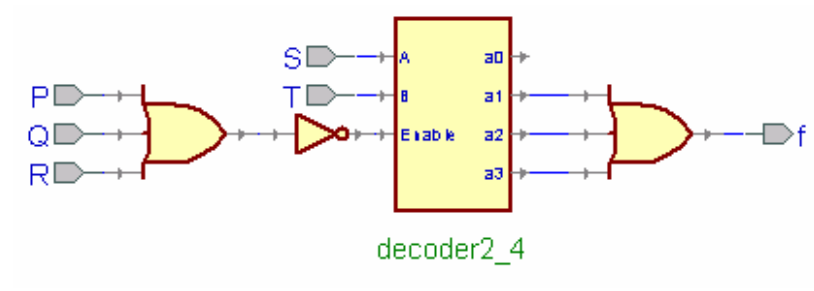 S A a0
P T B a1
Q Enable a2 f
R a3
decoder2_4